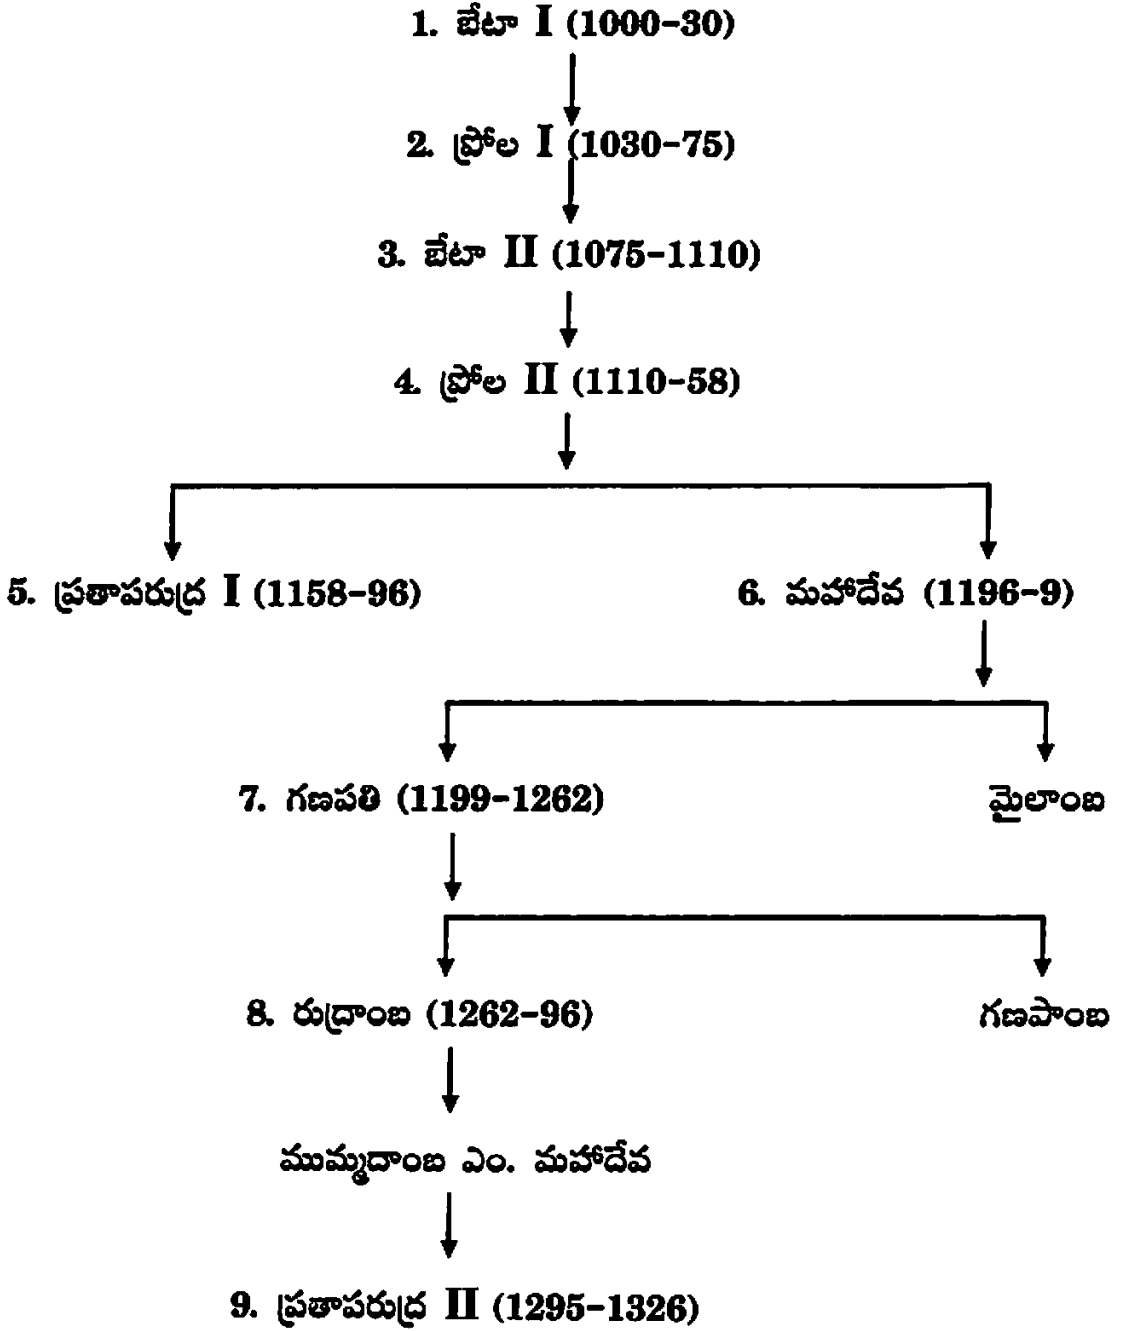 1. బేటా I (1000-30)
2. ప్రోల I (1030-75)
3. బేటా II (1075-1110)
4. ప్రోల II (1110-58)
5. ప్రతాపరుద్ర I (1158-96)
6. మహాదేవ (1196-9)
7. గణపతి (1199-1262)
మైలాంబ
8. రుద్రాంబ (1262-96)
గణపాంబ
ముమ్మదాంబ ఎం. మహాదేవ
9. ప్రతాపరుద్ర II (1295-1326)